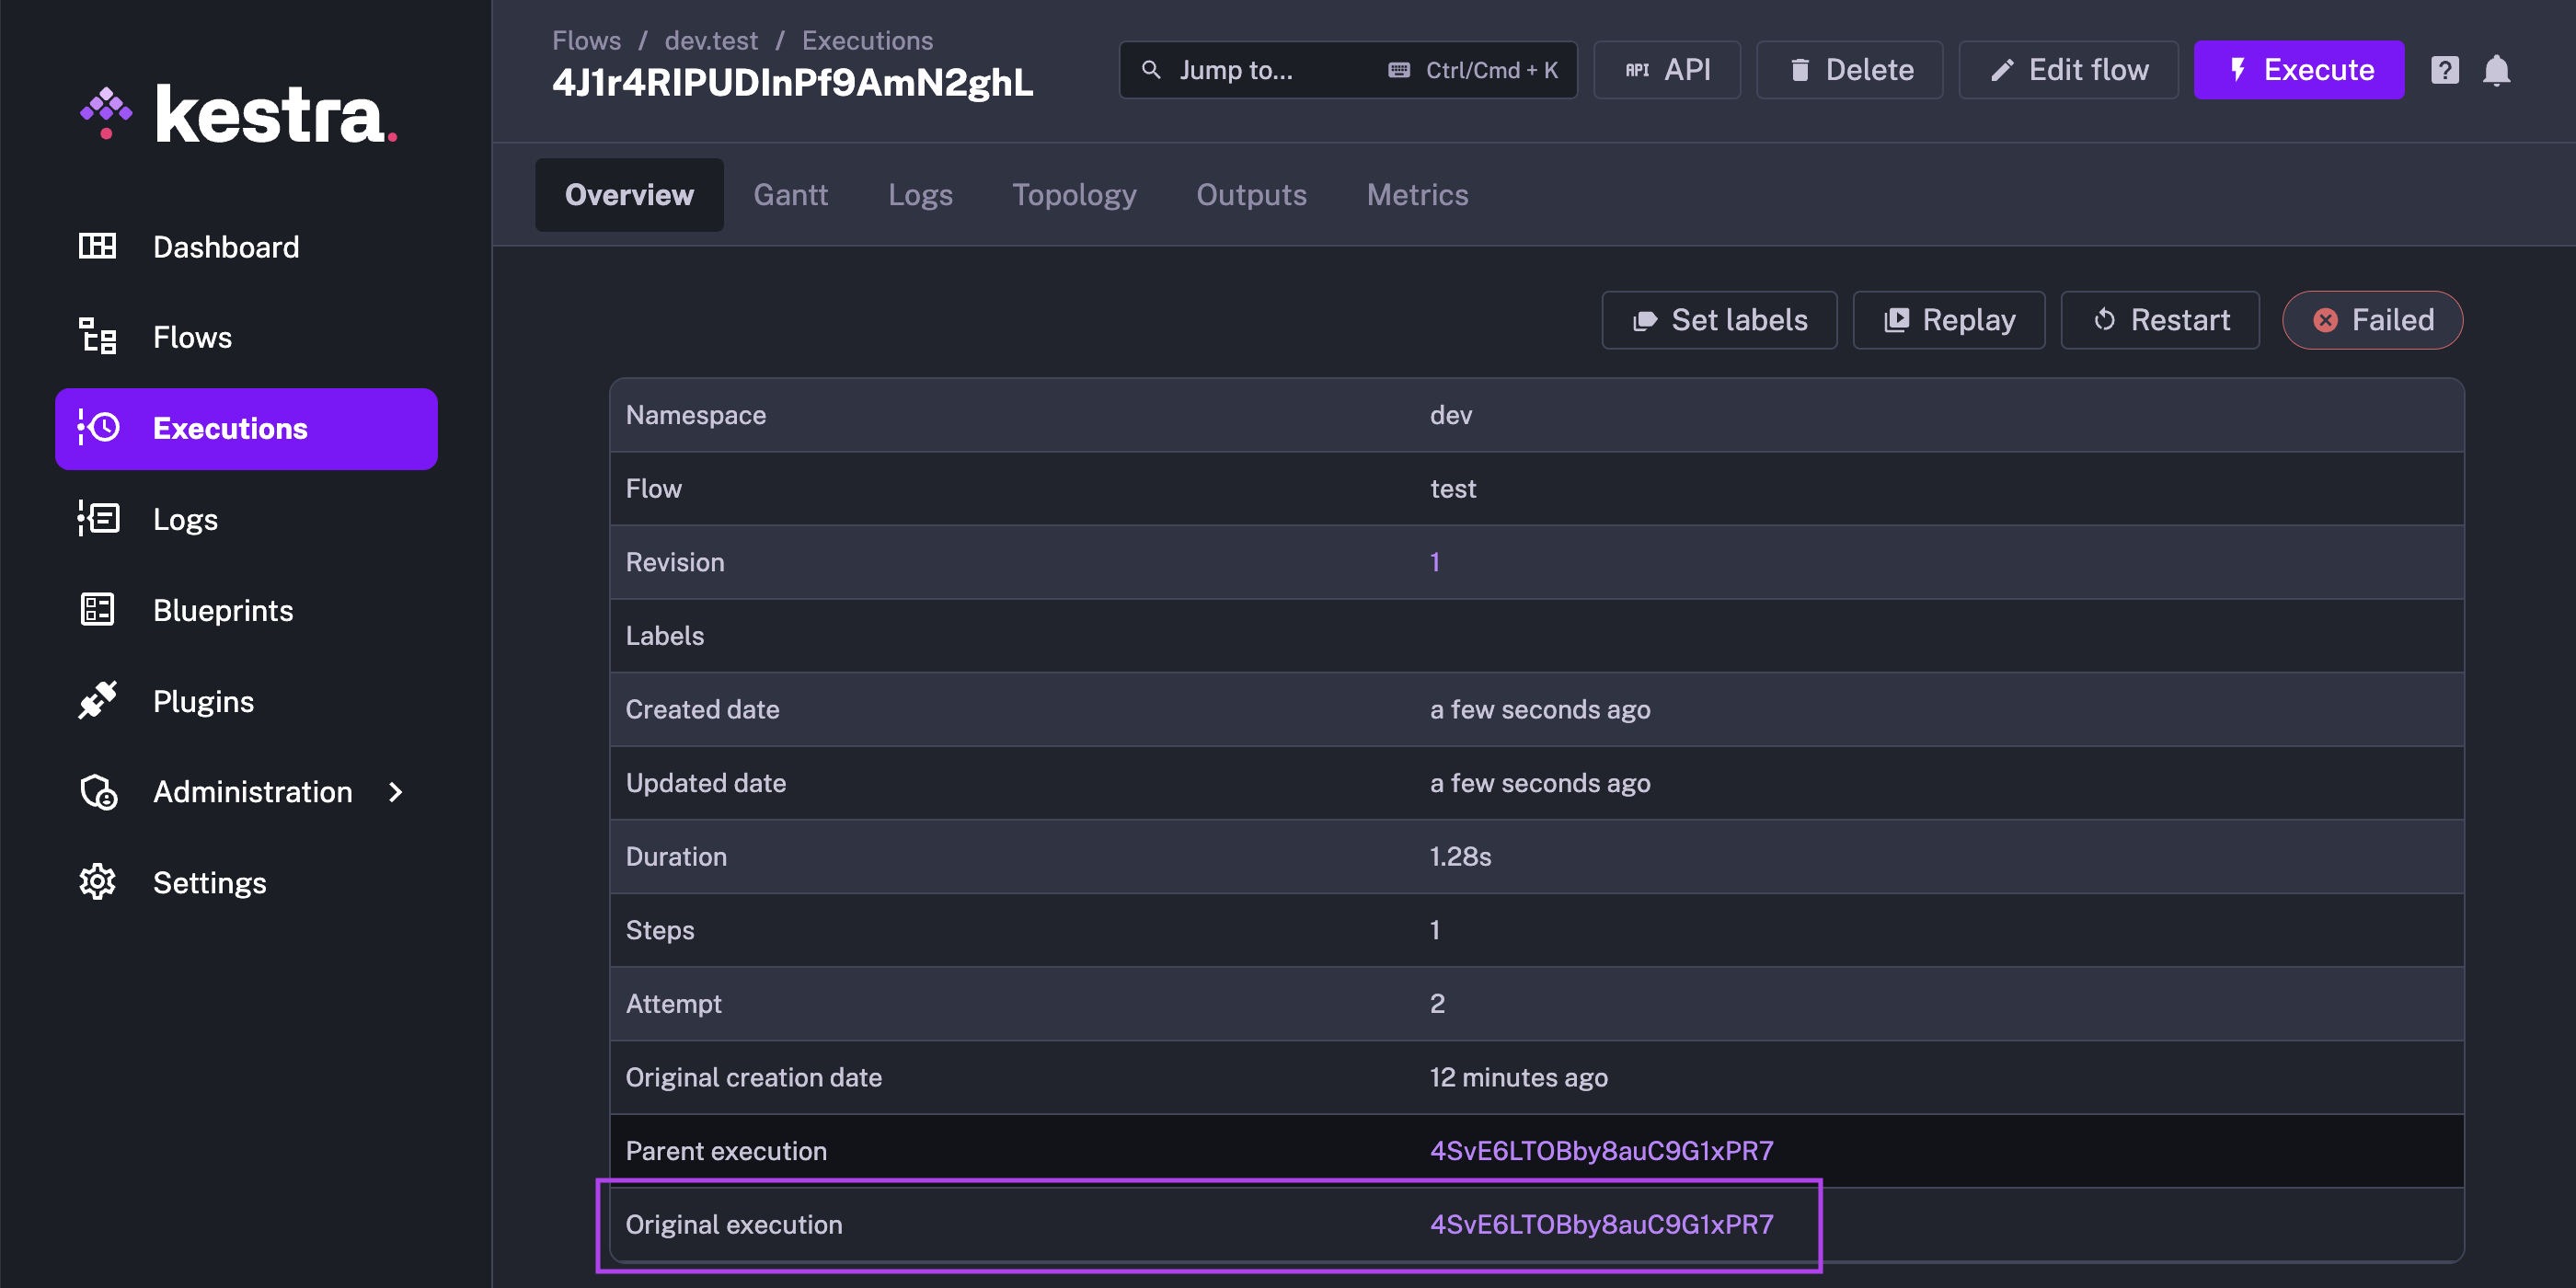 kestra.
Dashboard
Flows
Executions
Logs
Blueprints
Plugins
Administration
Settings
Flows / dev.test / Executions
4J1r4RIPUDInPf9AmN2ghL
Jump to... Ctrl/Cmd + K
API API
Delete
Edit flow
Execute
?
Overview Gantt Logs Topology Outputs Metrics
Set labels Replay Restart Failed
Namespace dev
Flow test
Revision 1
Labels
Created date a few seconds ago
Updated date a few seconds ago
Duration 1.28s
Steps 1
Attempt 2
Original creation date 12 minutes ago
Parent execution 4SvE6LTOBby8auC9G1xPR7
Original execution 4SvE6LTOBby8auC9G1xPR7